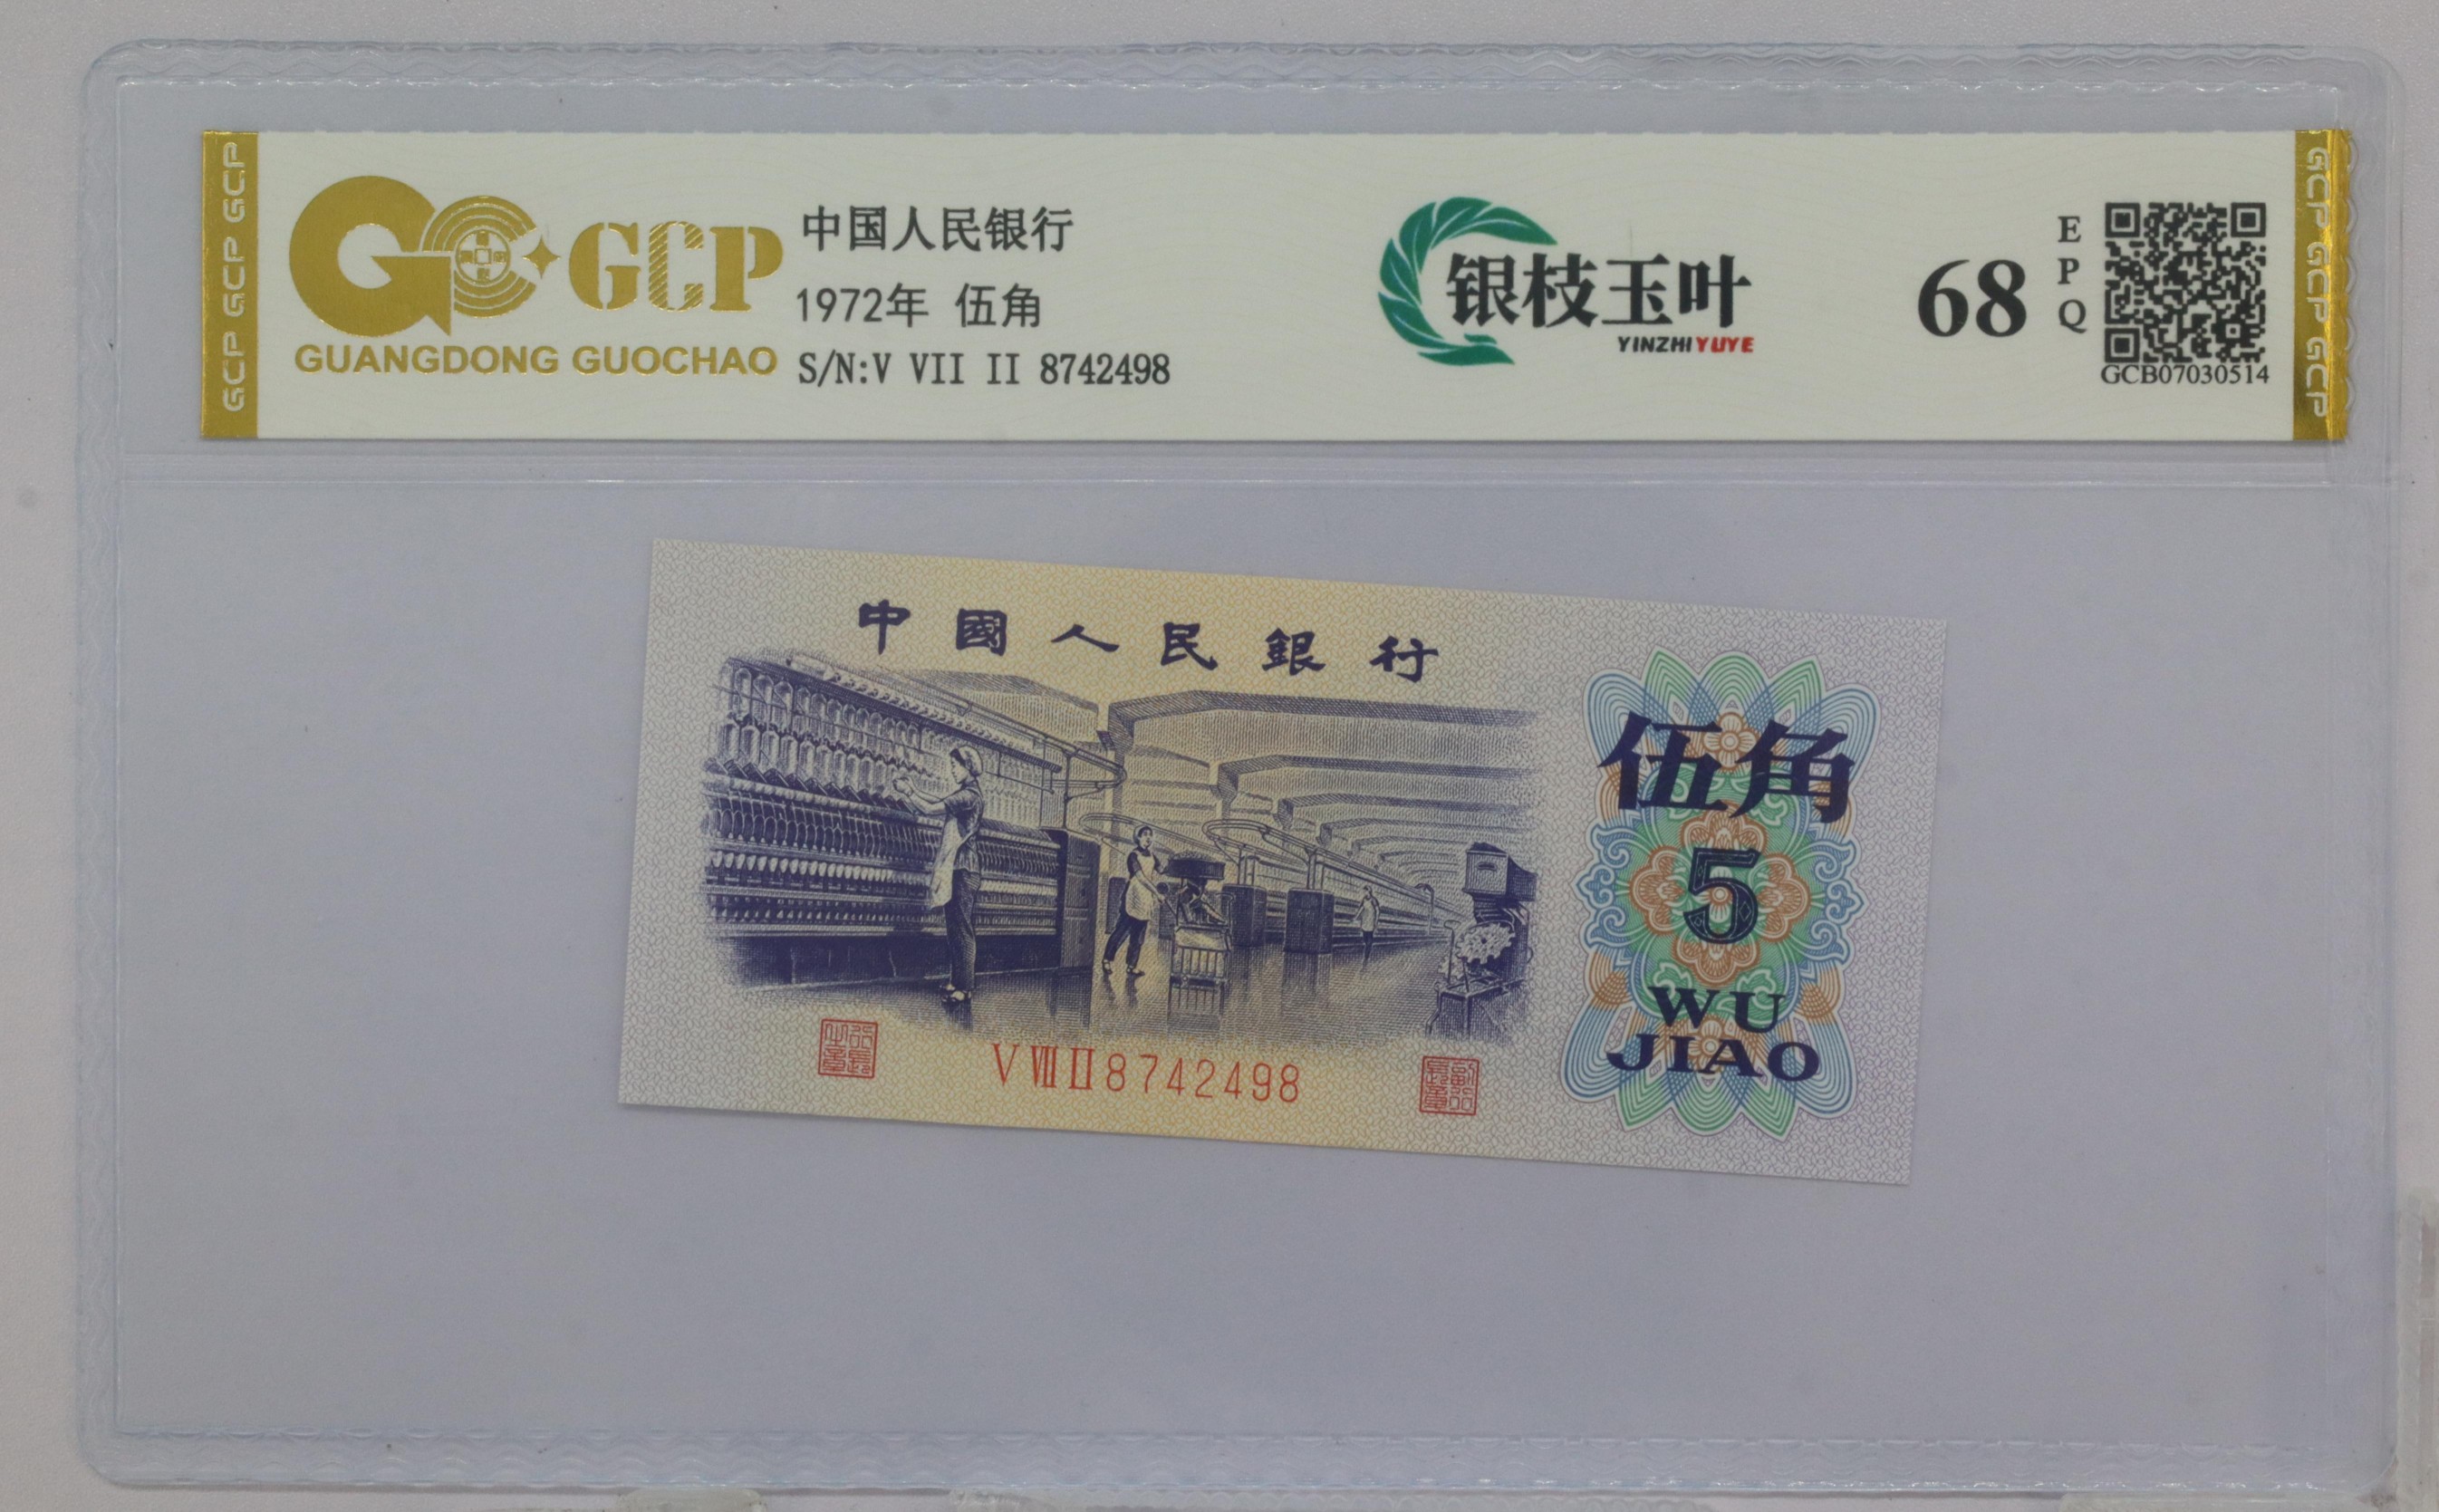 GCP GCP GCP
GCP
GUANGDONG GUOCHAO
中国人民银行
1972年 伍角
S/N:V VII II 8742498
银枝玉叶
YINZHIYUYE
68
EPQ
GCB07030514
GCP GCP GCP
中國人民銀行
伍角
5
WU
JIAO
V VII II 8742498